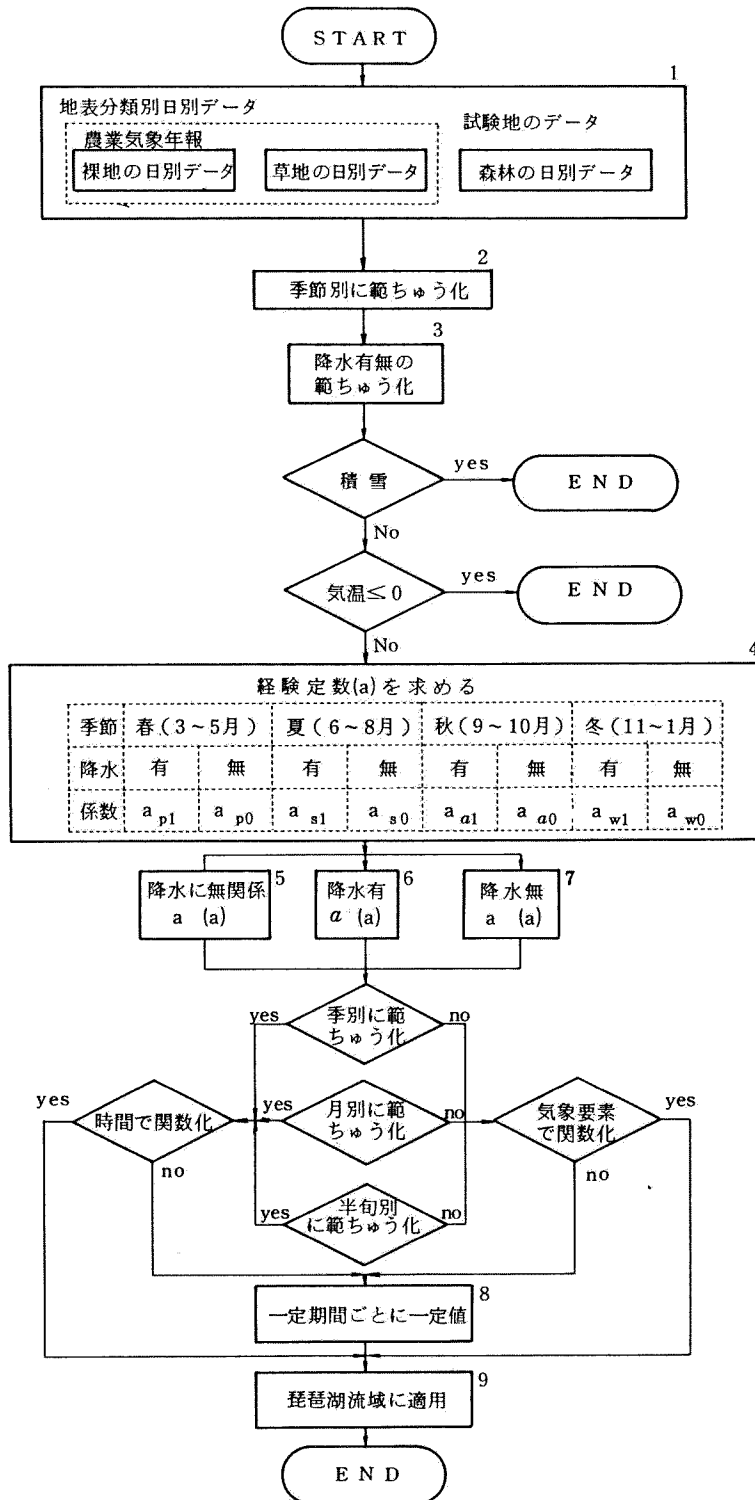 START
1
地表分類別日別データ
試験地のデータ
農業気象年報
裸地の日別データ
草地の日別データ
森林の日別データ
2
季節別に範ちゅう化
3
降水有無の
範ちゅう化
積雪
yes
END
No
気温≦0
yes
END
No
4
経験定数(a)を求める
季節 春(3~5月) 夏(6~8月) 秋(9~10月) 冬(11~1月)
降水 有 無 有 無 有 無 有 無
係数 a p1 a p0 a s1 a s0 a a1 a a0 a w1 a w0
5
降水に無関係
a (a)
6
降水有
a (a)
7
降水無
a (a)
yes
季別に範
ちゅう化
no
yes
時間で関数化
no
yes
月別に範
ちゅう化
no
気象要素
で関数化
yes
no
yes
半旬別
に範ちゅう化
no
8
一定期間ごとに一定値
9
琵琶湖流域に適用
END